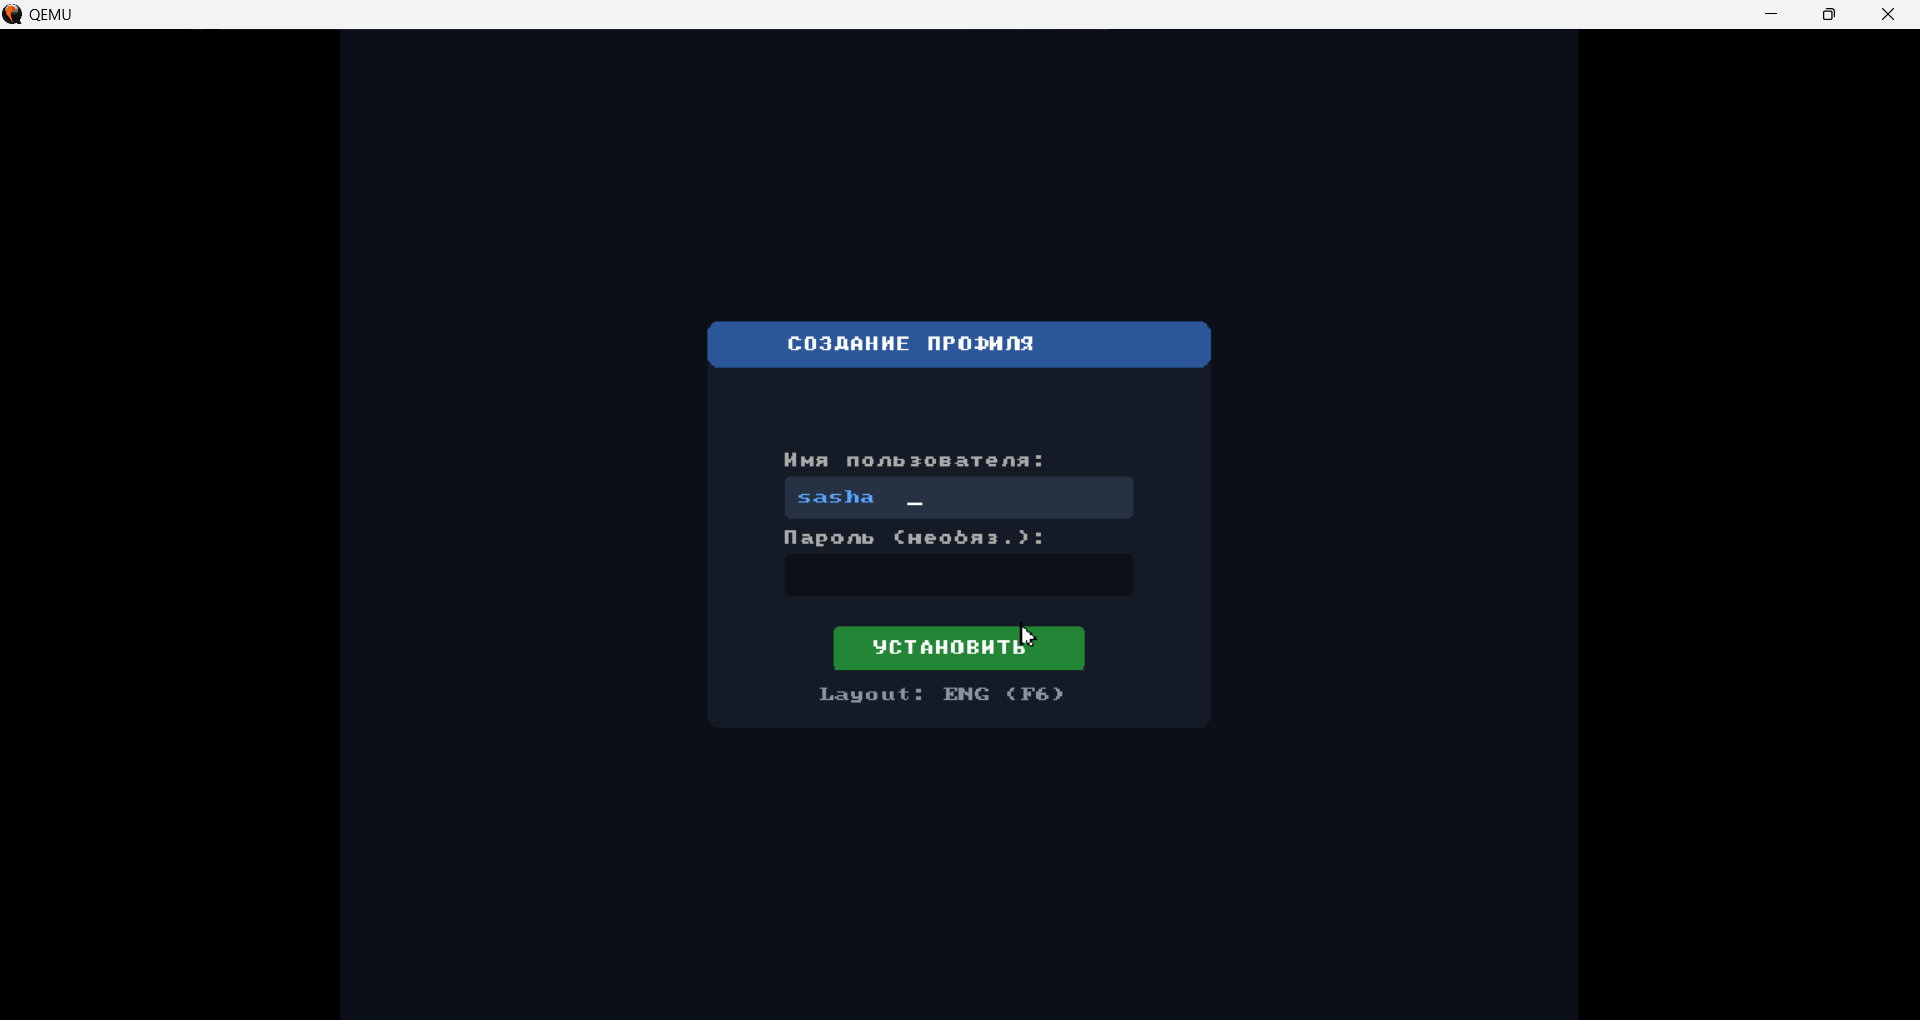 QEMU
СОЗДАНИЕ ПРОФИЛЯ
Имя пользователя:
sasha _
Пароль (необяз.):
УСТАНОВИТЬ
Layout: ENG (F6)